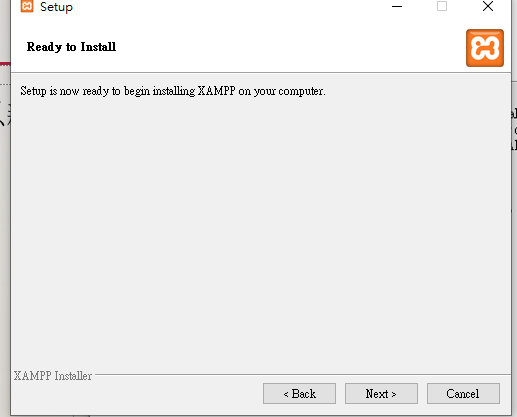 Setup
Ready to Install
Setup is now ready to begin installing XAMPP on your computer.
XAMPP Installer
< Back
Next >
Cancel